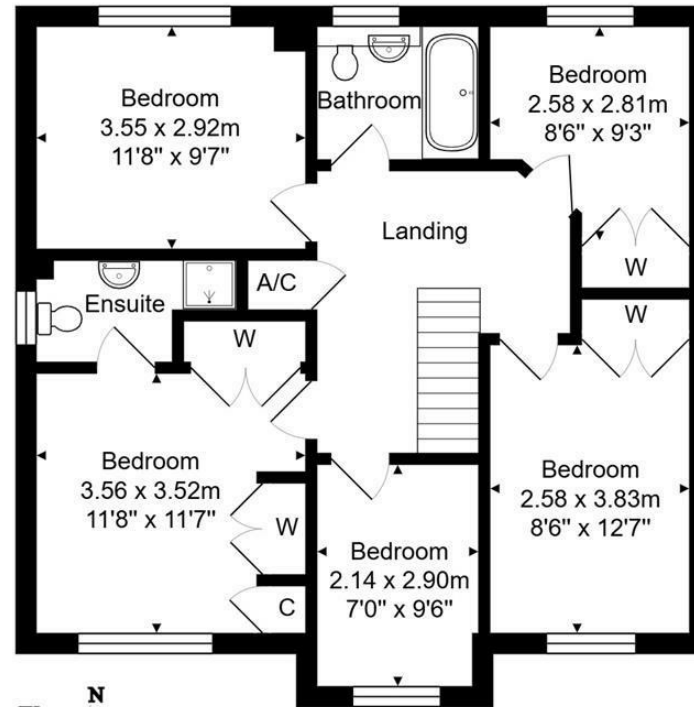 Bedroom
3.55 x 2.92m
11'8" x 9'7"
Bathroom
Bedroom
2.58 x 2.81m
8'6" x 9'3"
Landing
W
A/C
Ensuite
W
W
Bedroom
3.56 x 3.52m
11'8" x 11'7"
W
C
Bedroom
2.14 x 2.90m
7'0" x 9'6"
Bedroom
2.58 x 3.83m
8'6" x 12'7"
N